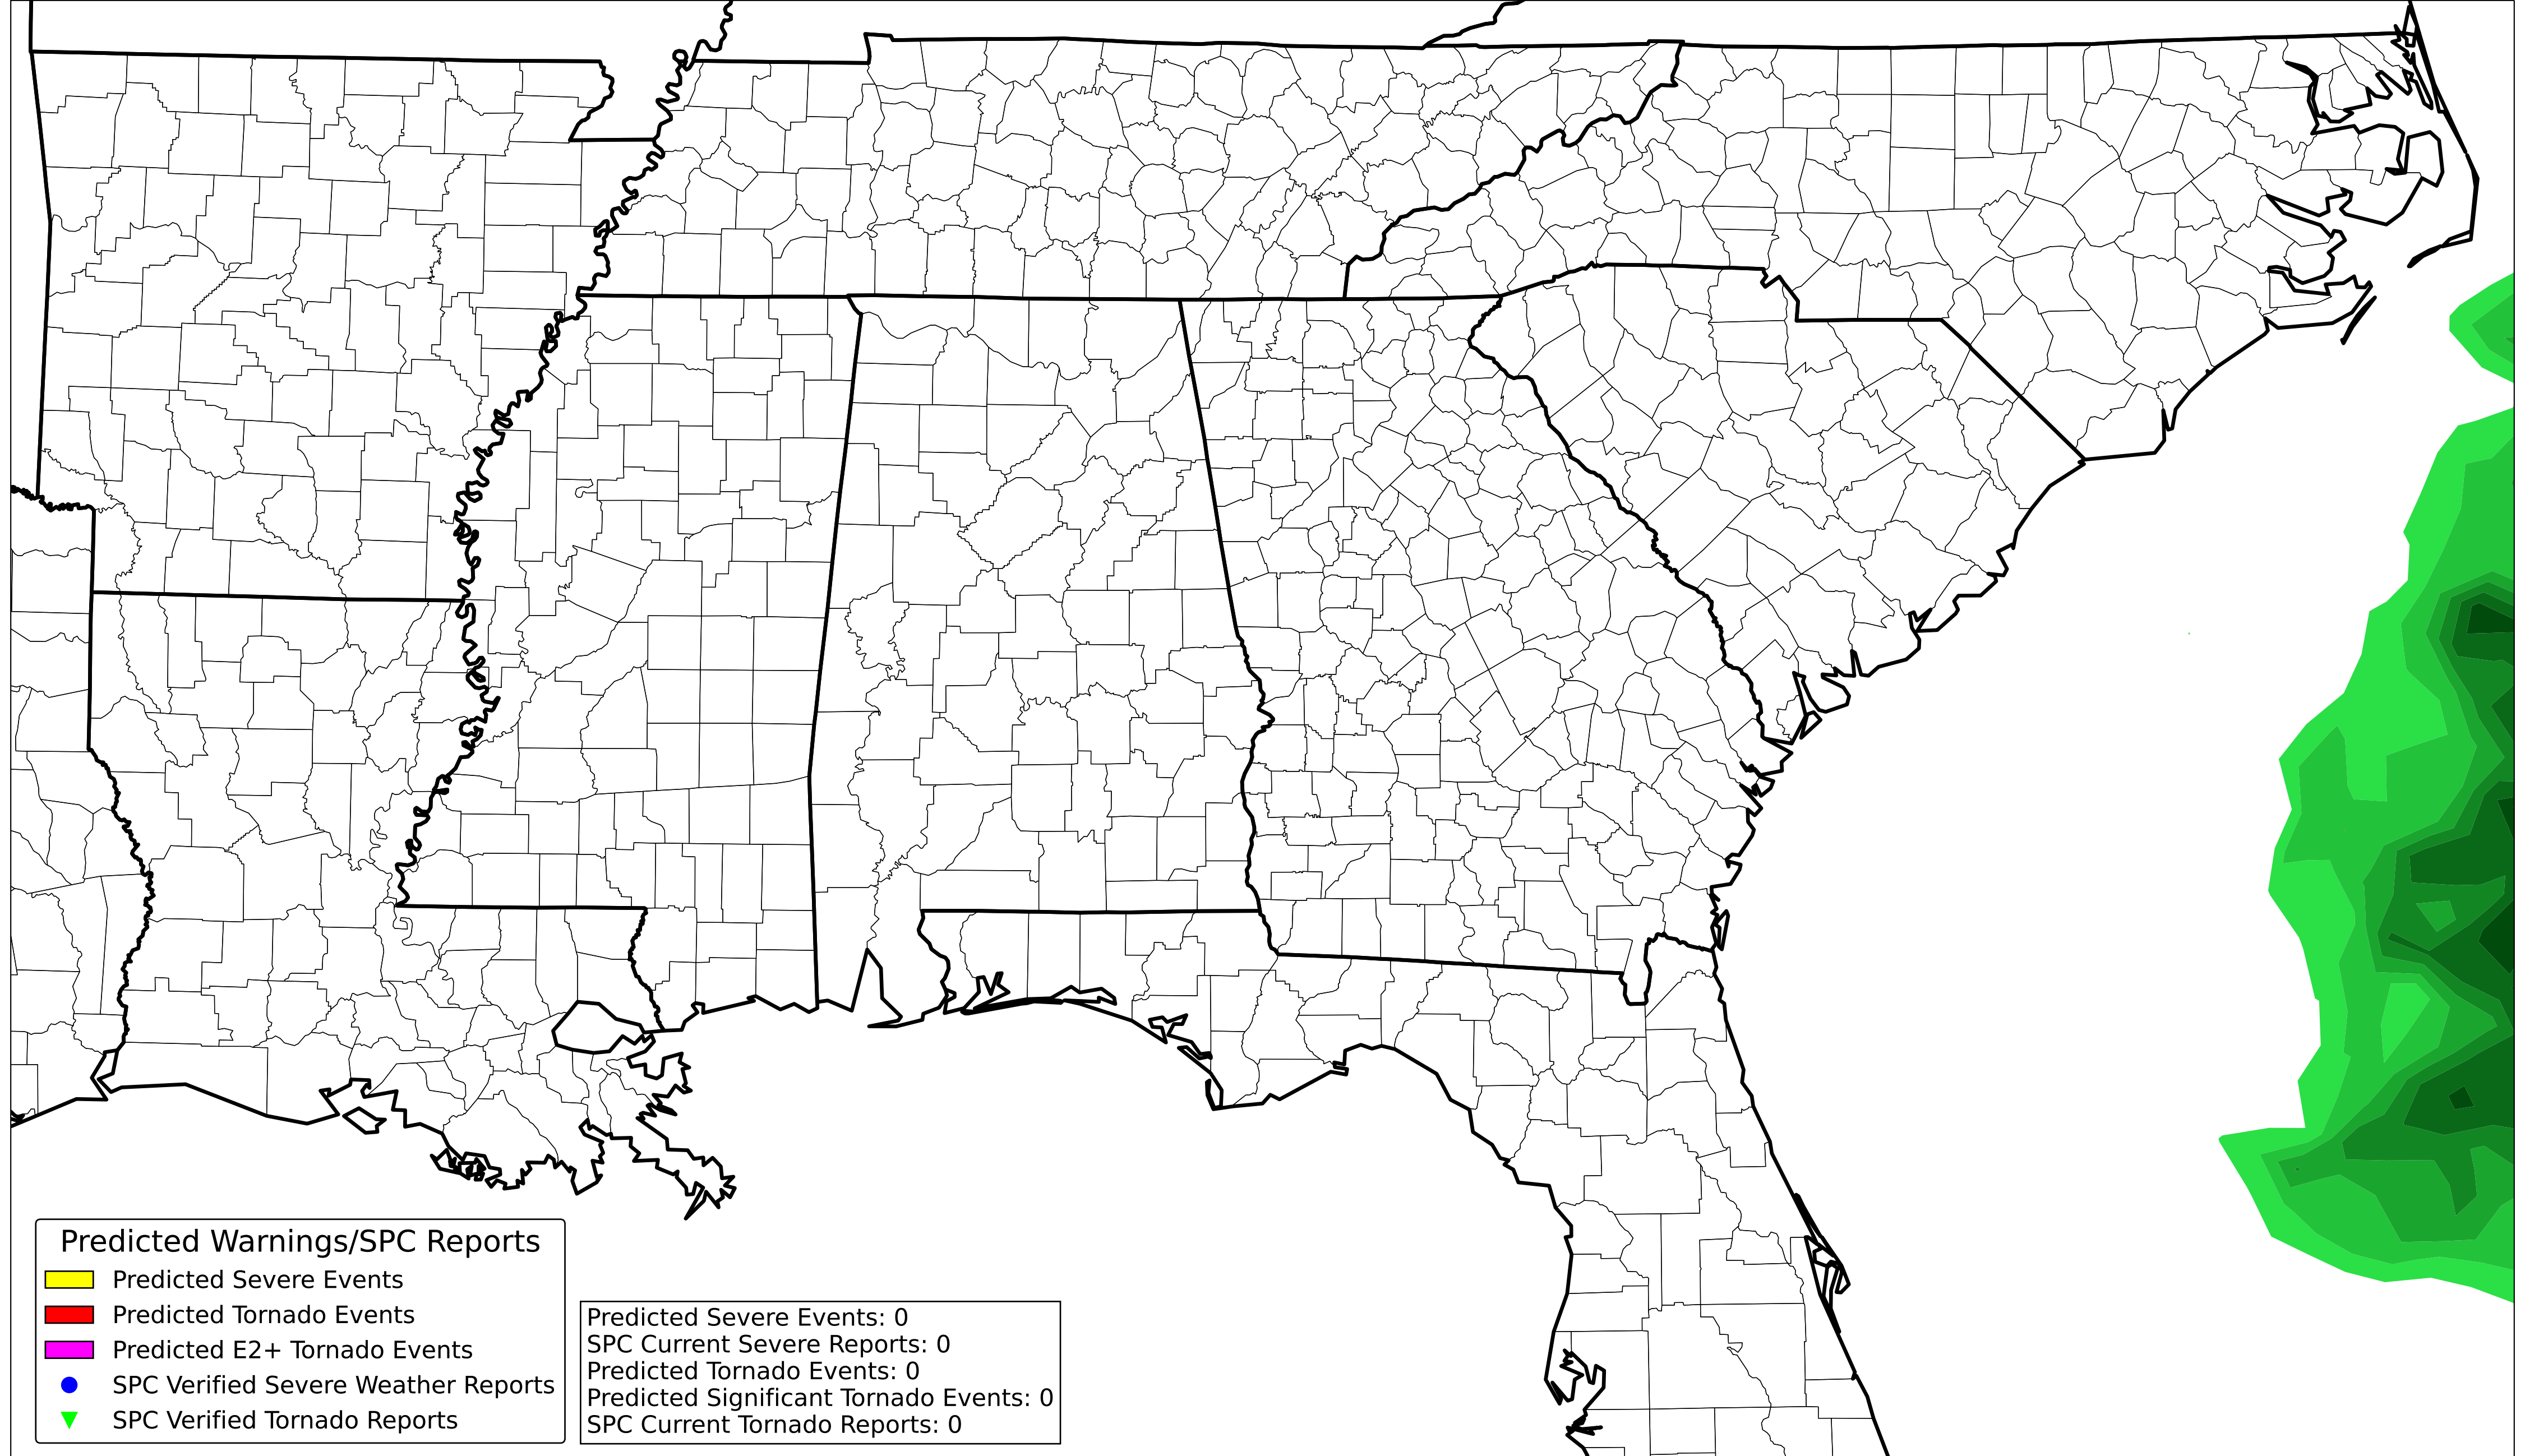 Predicted Warnings/SPC Reports
Predicted Severe Events
Predicted Tornado Events
Predicted E2+ Tornado Events
SPC Verified Severe Weather Reports
SPC Verified Tornado Reports
Predicted Severe Events: 0
SPC Current Severe Reports: 0
Predicted Tornado Events: 0
Predicted Significant Tornado Events: 0
SPC Current Tornado Reports: 0